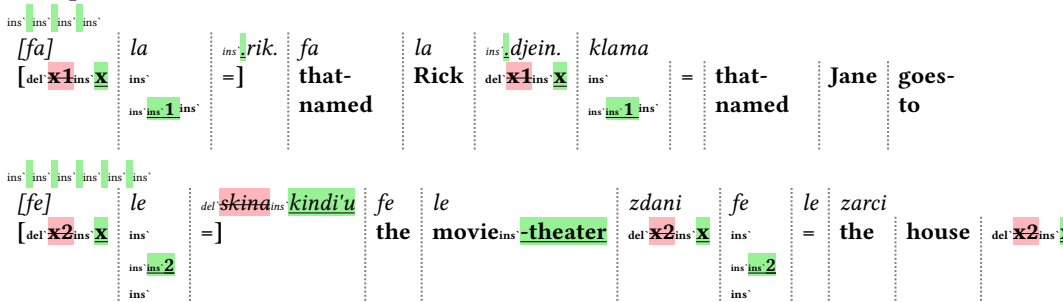 ins`ins`ins`ins`
[fa] la ins`.rik. fa la ins`.djein. klama
[del`x1ins`x ins` =] that- Rick del`x1ins`x ins` = that- Jane goes-
ins`ins`1ins` named ins`ins`1ins` named to
ins`ins`ins`ins`ins`ins`
[fe] le del`skinains`kindi'u fe le zdani fe le zarci
[del`x2ins`x ins` =] the movieins`-theater del`x2ins`x ins` = the house del`x2ins`
ins`ins`2 ins`ins`2
ins` ins`